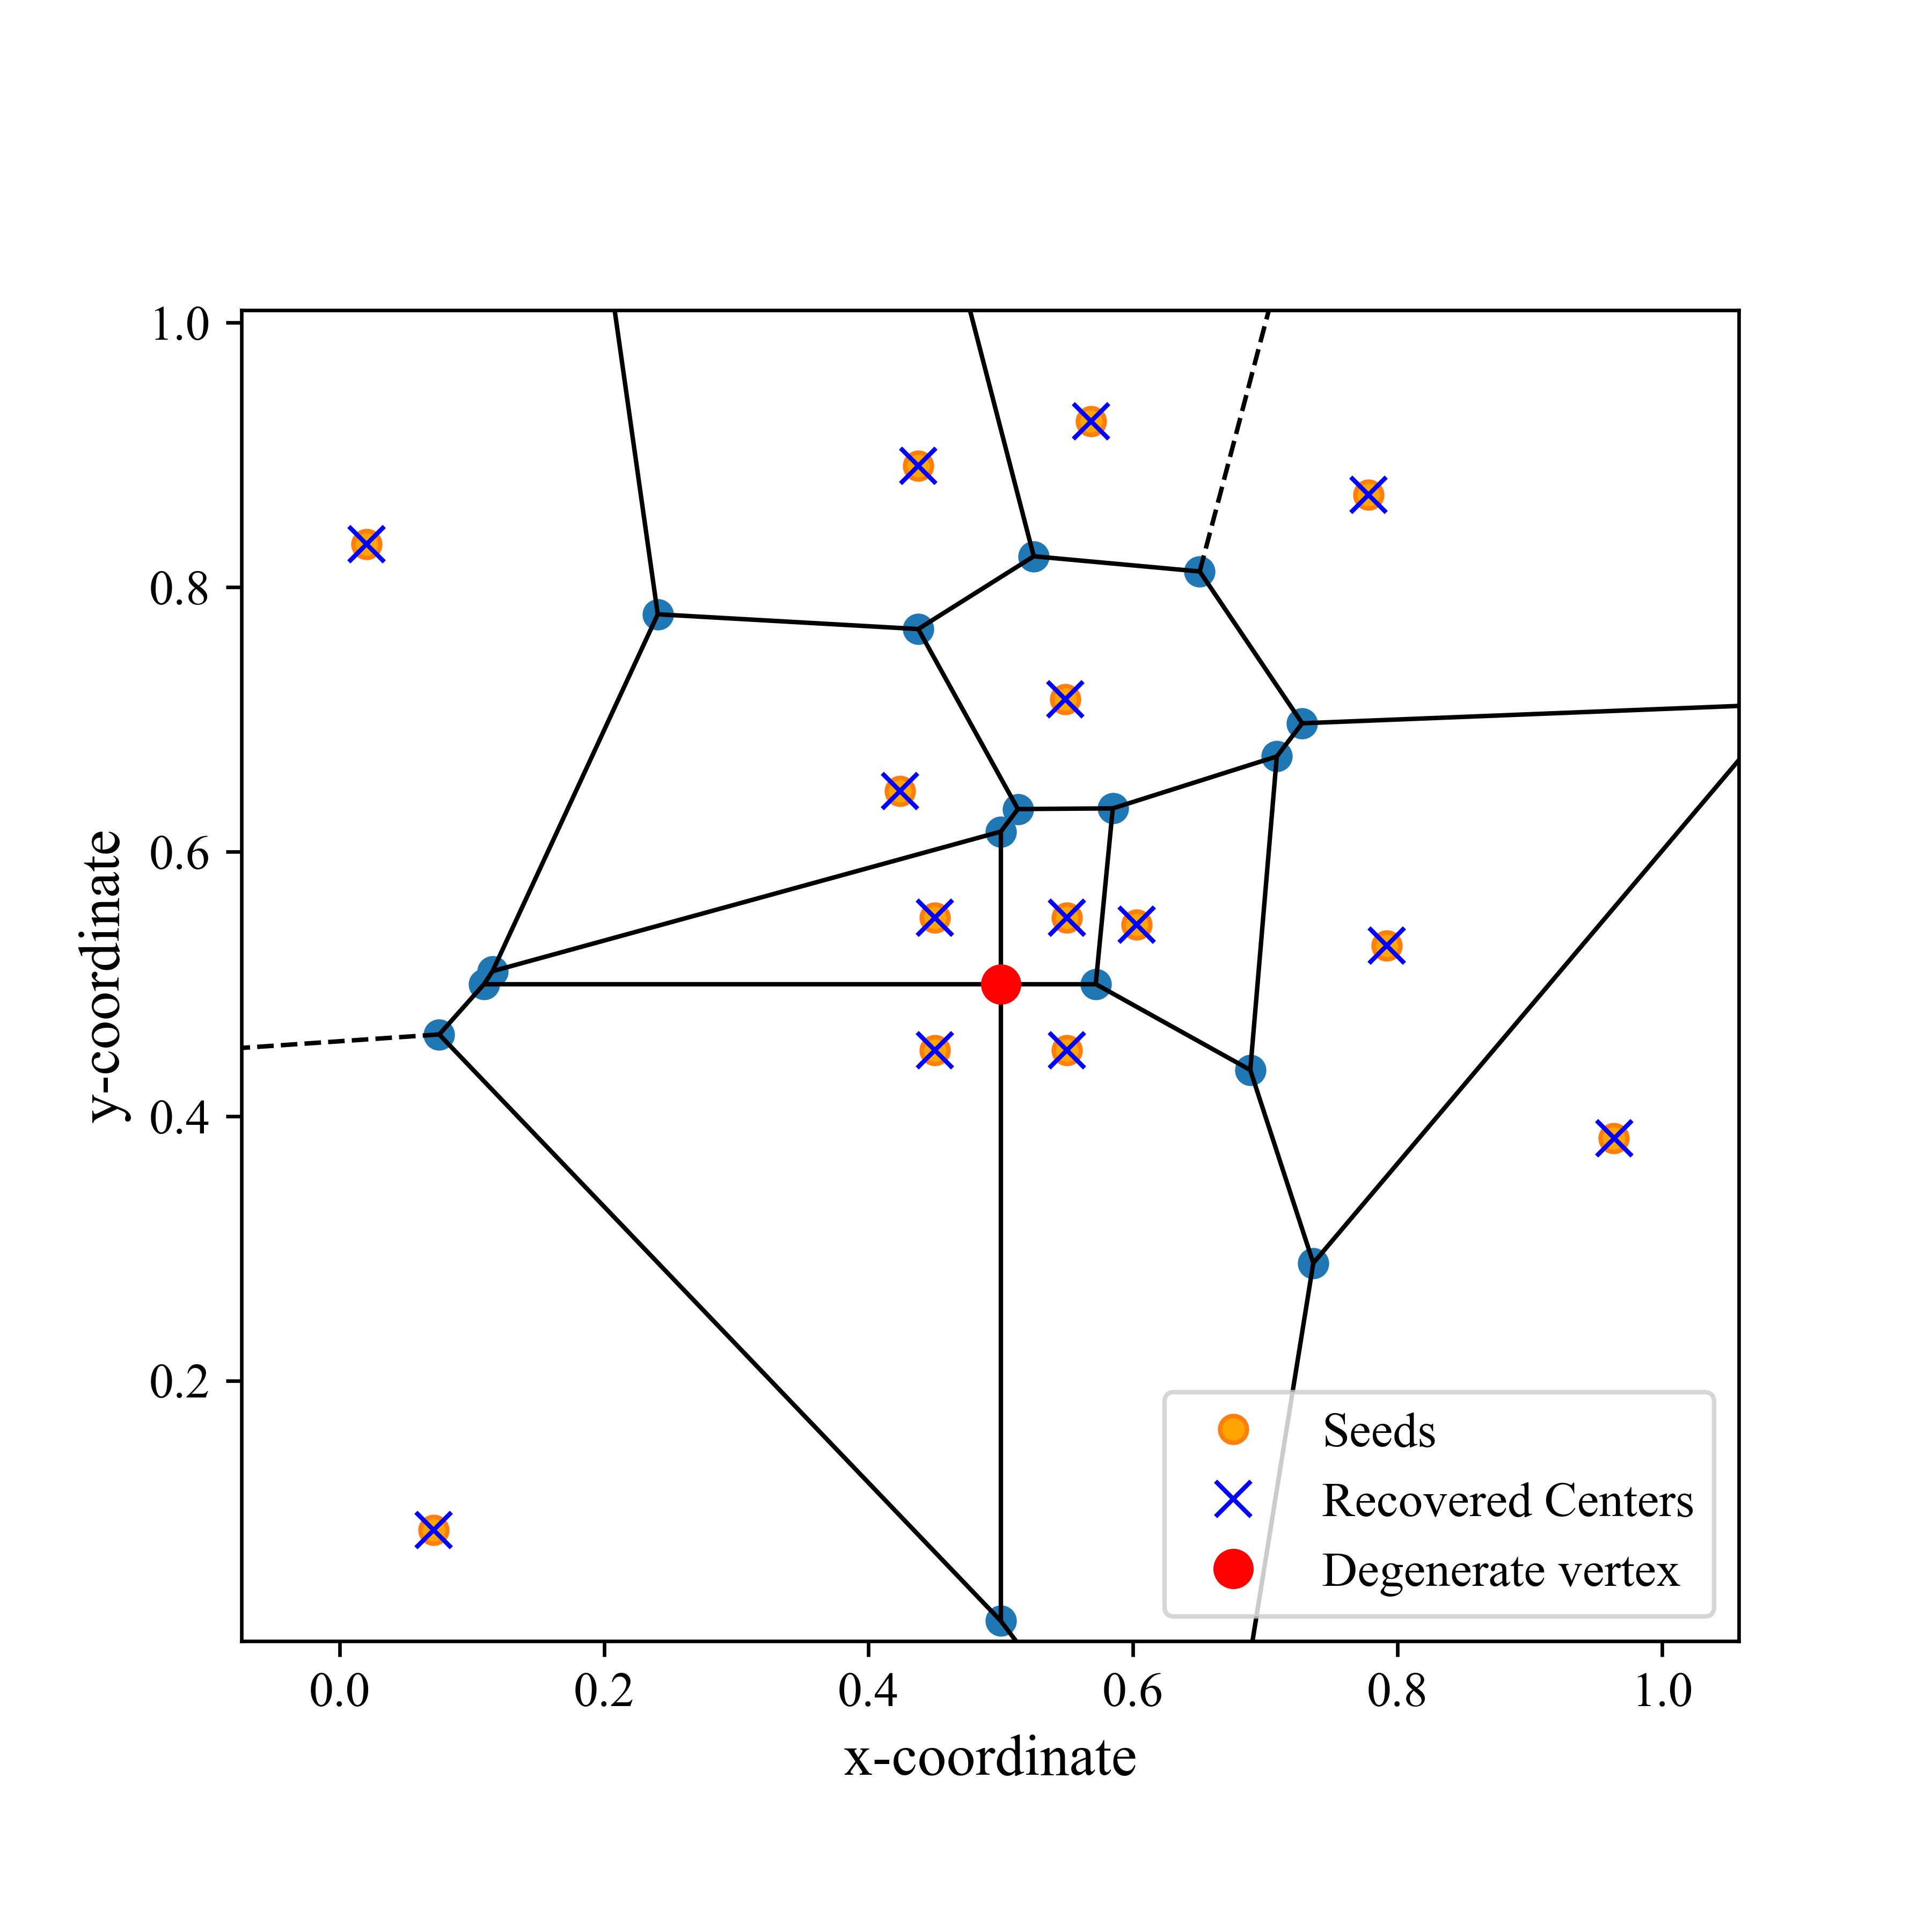 1.0
0.8
0.6
0.4
0.2
y-coordinate
Seeds
Recovered Centers
Degenerate vertex
0.0 0.2 0.4 0.6 0.8 1.0
x-coordinate